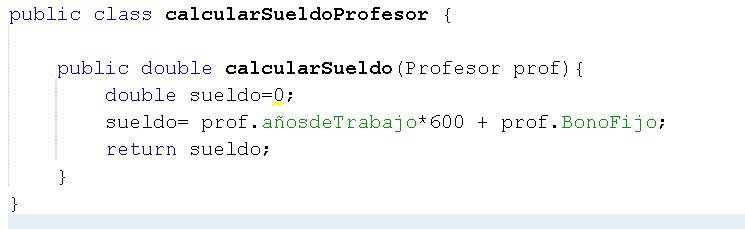 public class calcularSueldoProfesor {
public double calcularSueldo(Profesor prof){
double sueldo=0;
sueldo= prof.añosdeTrabajo*600 + prof.BonoFijo;
return sueldo;
}
}